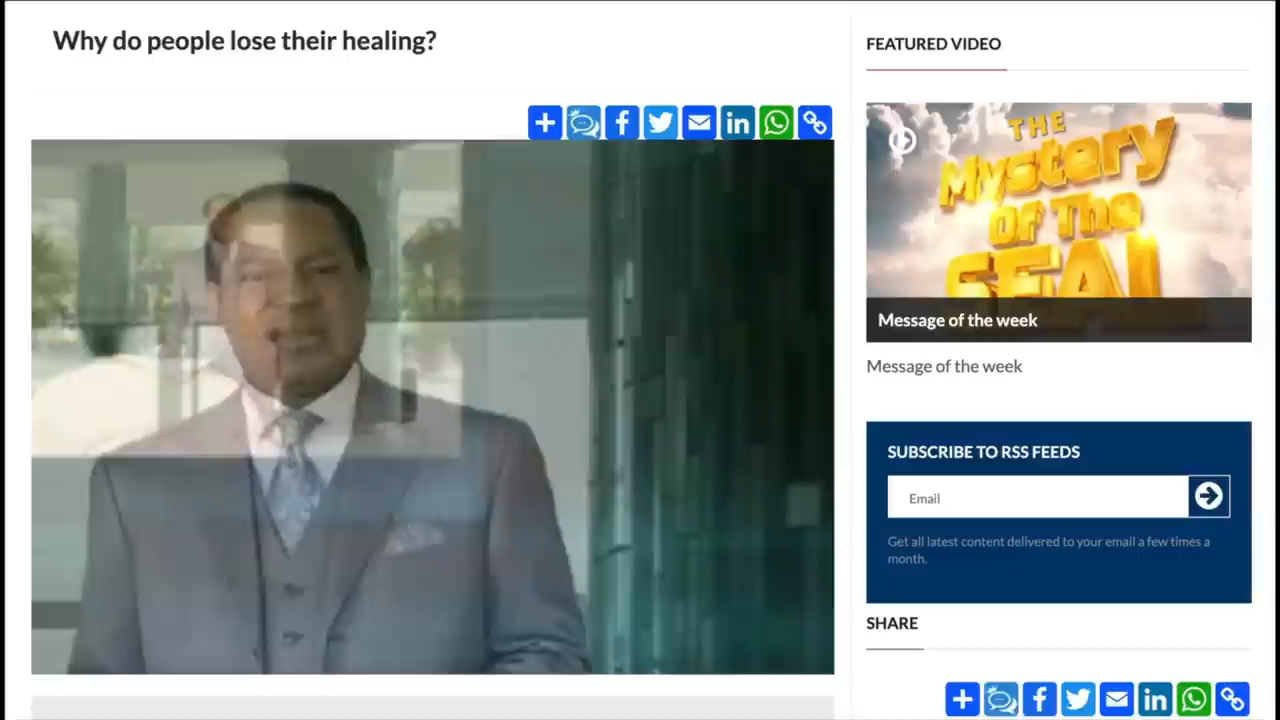 Why do people lose their healing?
FEATURED VIDEO
THE
Mystery
Of The
SEAL
Message of the week
Message of the week
SUBSCRIBE TO RSS FEEDS
Email
Get all latest content delivered to your email a few times a
month.
SHARE